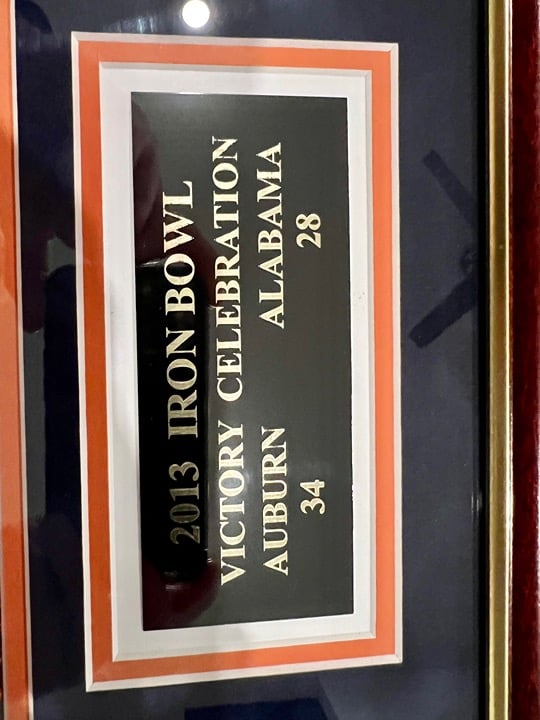 2013 IRON BOWL
VICTORY CELEBRATION
AUBURN ALABAMA
34 28